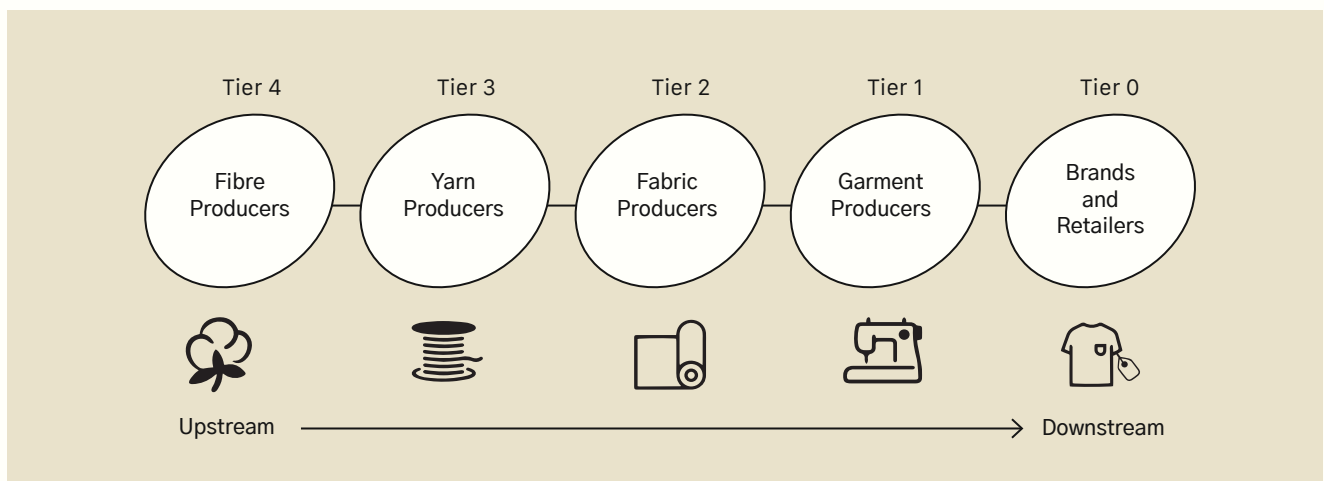 Tier 4
Tier 3
Tier 2
Tier 1
Tier 0
Fibre
Producers
Yarn
Producers
Fabric
Producers
Garment
Producers
Brands
and
Retailers
Upstream
Downstream